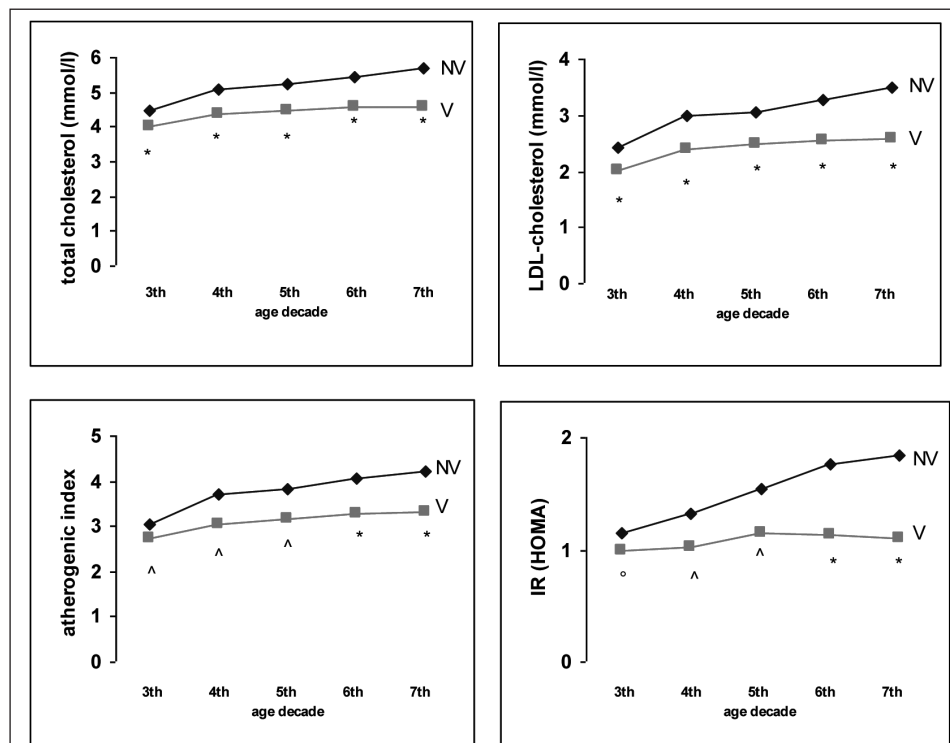 total cholesterol (mmol/l)
6
5
4
3
2
1
0
NV
V
* * * * *
3th 4th 5th 6th 7th
age decade
LDL-cholesterol (mmol/l)
4
3
2
1
0
NV
V
* * * * *
3th 4th 5th 6th 7th
age decade
atherogenic index
5
4
3
2
1
0
NV
V
^ ^ ^ * *
3th 4th 5th 6th 7th
age decade
IR (HOMA)
2
1
0
NV
V
° ^ ^ * *
3th 4th 5th 6th 7th
age decade